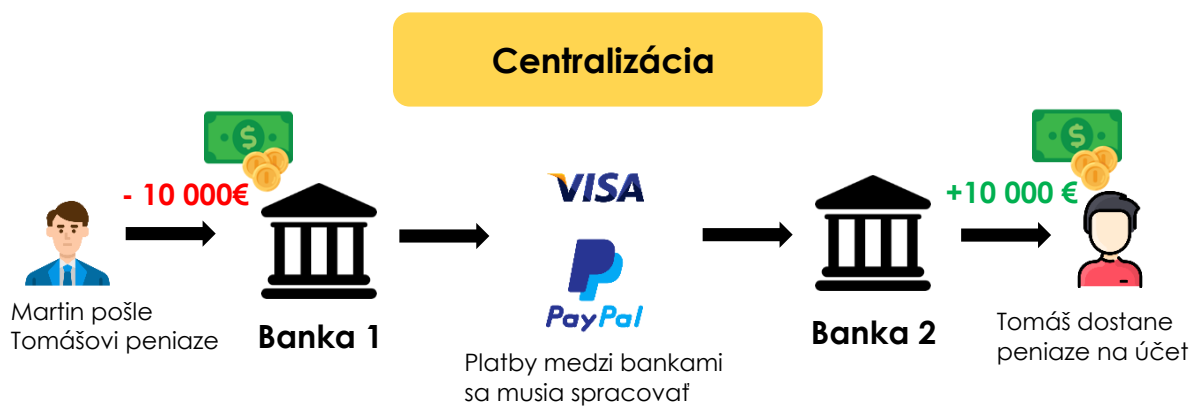 Centralizácia
- 10 000€
VISA
+10 000 €
PayPal
Martin pošle
Tomášovi peniaze
Banka 1
Platby medzi bankami
sa musia spracovať
Banka 2
Tomáš dostane
peniaze na účet